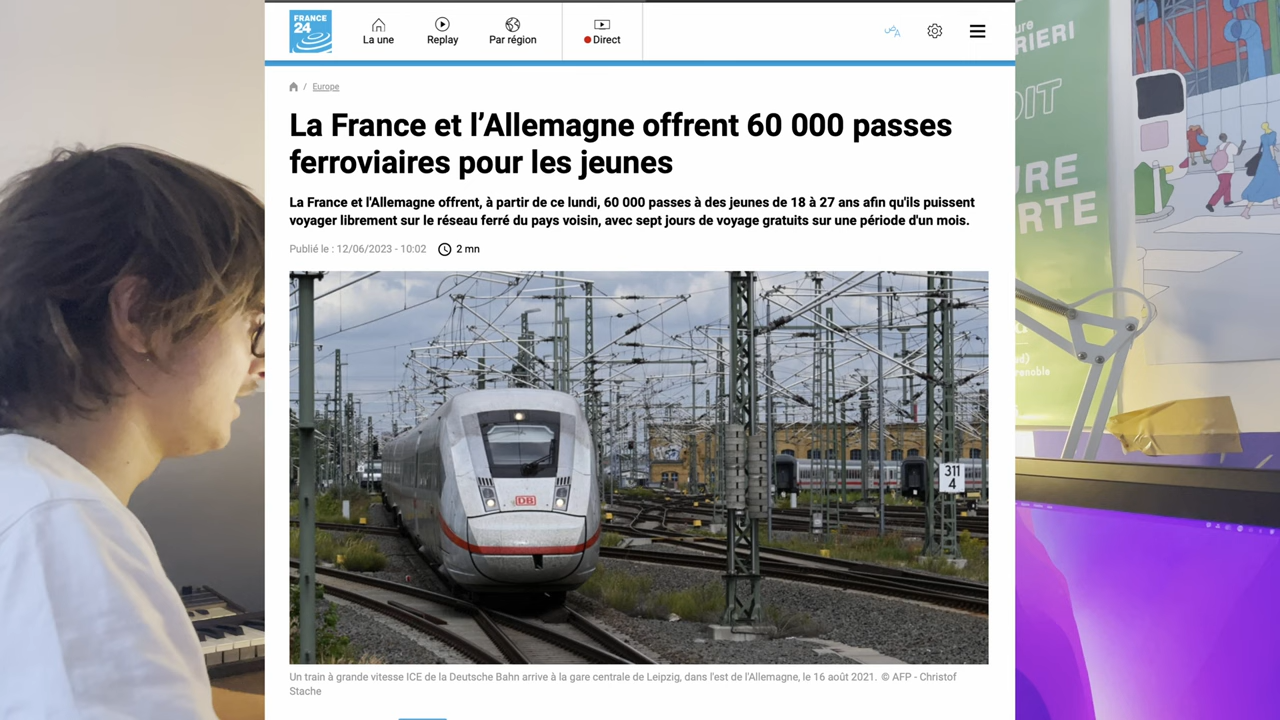 FRANCE
24
La une
Replay
Par région
Direct
Europe
La France et l’Allemagne offrent 60 000 passes
ferroviaires pour les jeunes
La France et l'Allemagne offrent, à partir de ce lundi, 60 000 passes à des jeunes de 18 à 27 ans afin qu'ils puissent
voyager librement sur le réseau ferré du pays voisin, avec sept jours de voyage gratuits sur une période d'un mois.
Publié le : 12/06/2023 - 10:02 2 mn
DB
311
4
Un train à grande vitesse ICE de la Deutsche Bahn arrive à la gare centrale de Leipzig, dans l'est de l'Allemagne, le 16 août 2021. © AFP - Christof
Stache